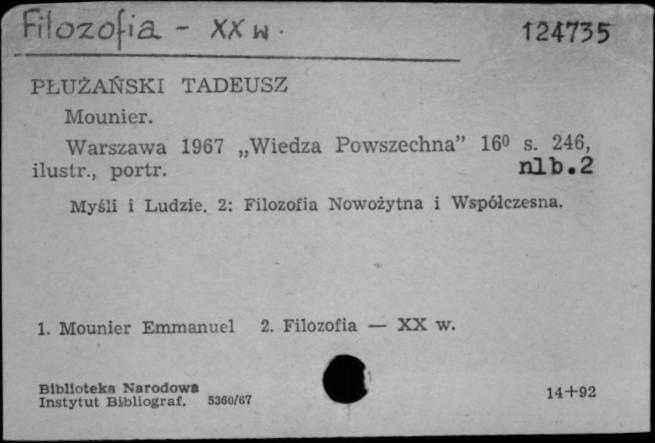 Filozofia - XX w.
124735
PŁUŻAŃSKI TADEUSZ
Mounier.
Warszawa 1967 „Wiedza Powszechna” 16⁰ s. 246,
ilustr., portr. nlb.2
Myśli i Ludzie. 2: Filozofia Nowożytna i Współczesna.
1. Mounier Emmanuel 2. Filozofia — XX w.
Biblioteka Narodowa
Instytut Bibliograf. 5360/67
14+92